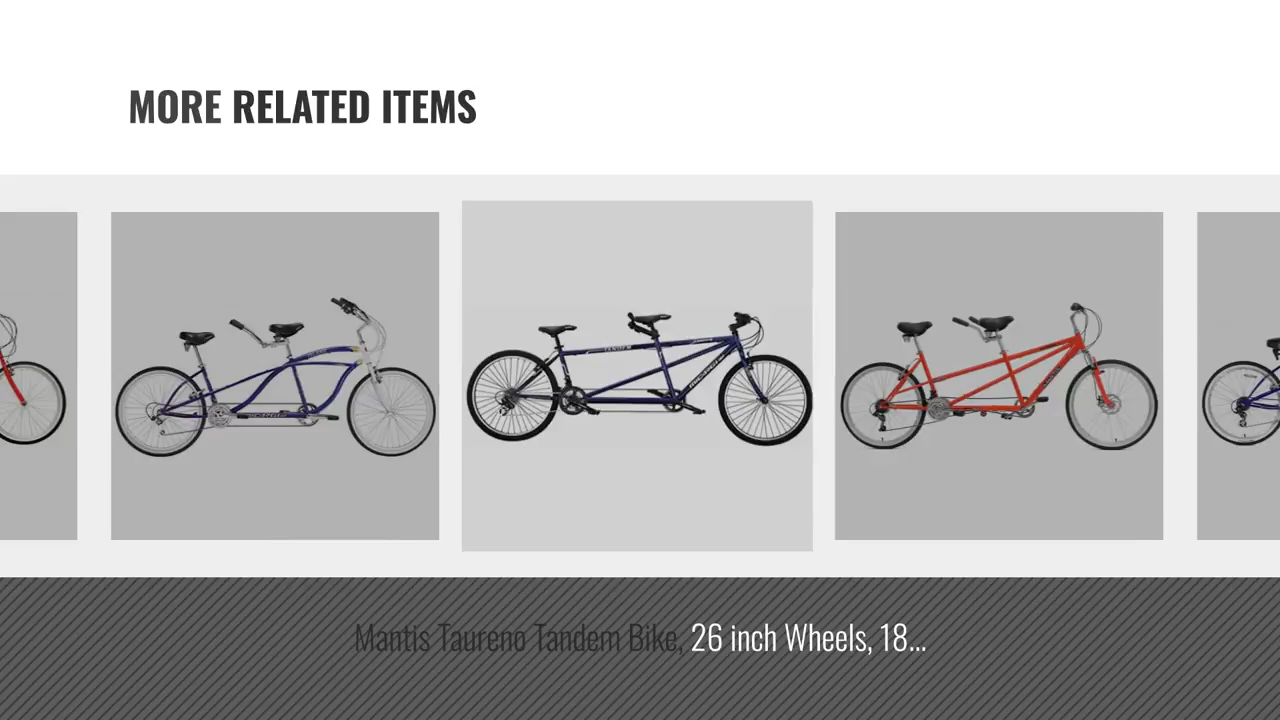 MORE RELATED ITEMS
Mantis Taureno Tandem Bike, 26 inch Wheels, 18...